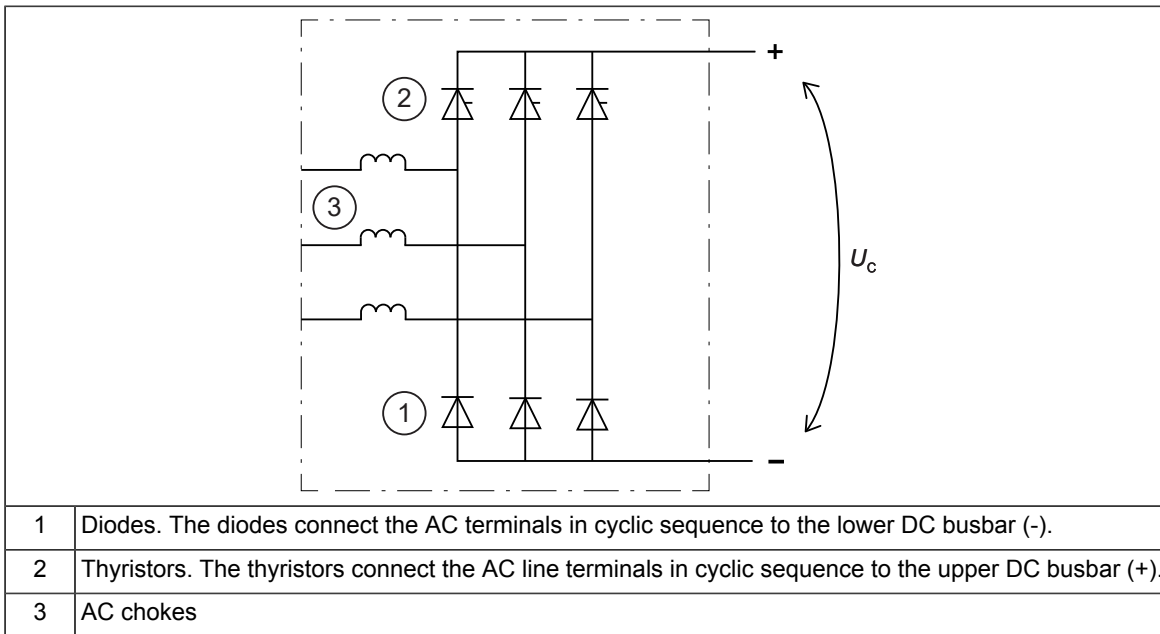 +
2
3
U_c
1
–
1 Diodes. The diodes connect the AC terminals in cyclic sequence to the lower DC busbar (-).
2 Thyristors. The thyristors connect the AC line terminals in cyclic sequence to the upper DC busbar (+).
3 AC chokes